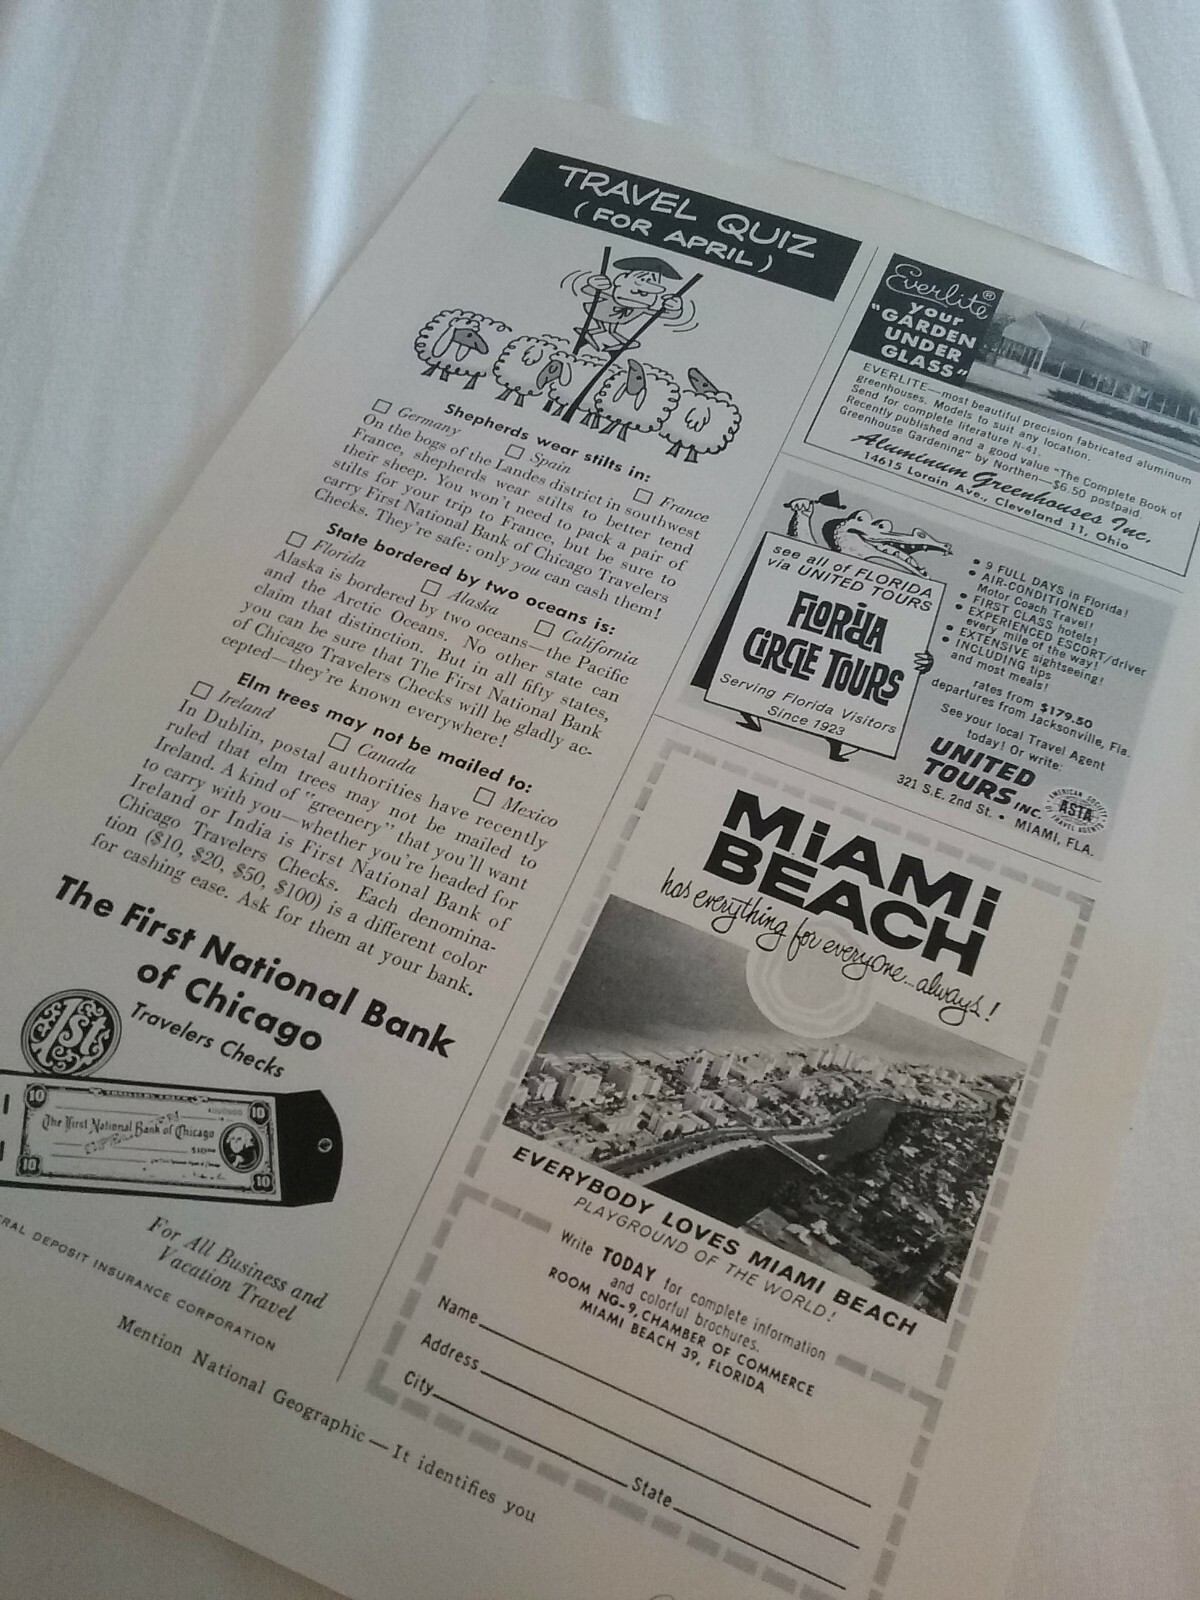 TRAVEL QUIZ
(FOR APRIL)
Shepherds wear stilts in:
Germany Spain France
On the bogs of the Landes district in southwest
France, shepherds wear stilts to better tend
their sheep. You won't need to pack a pair of
stilts for your trip to France, but be sure to
carry First National Bank of Chicago Travelers
Checks. They're safe: only you can cash them!
State bordered by two oceans is:
Florida Alaska California
Alaska is bordered by two oceans—the Pacific
and the Arctic Oceans. No other state can
claim that distinction. But in all fifty states,
you can be sure that The First National Bank
of Chicago Travelers Checks will be gladly ac-
cepted—they're known everywhere!
Elm trees may not be mailed to:
Ireland Canada Mexico
In Dublin, postal authorities have recently
ruled that elm trees may not be mailed to
Ireland. A kind of "greenery" that you'll want
to carry with you—whether you're headed for
Ireland or India is First National Bank of
Chicago Travelers Checks. Each denomina-
tion ($10, $20, $50, $100) is a different color
for cashing ease. Ask for them at your bank.
The First National Bank
of Chicago
1st
Travelers Checks
10 10
The First National Bank of Chicago
10 10
For All Business and
Vacation Travel
DEPOSIT INSURANCE CORPORATION
Mention National Geographic—It identifies you
Everlite®
your
"GARDEN
UNDER
GLASS"
EVERLITE—most beautiful precision fabricated aluminum
greenhouses. Models to suit any location.
Send for complete literature N-41.
Recently published and a good value "The Complete Book of
Greenhouse Gardening" by Northen—$6.50 postpaid.
Aluminum Greenhouses Inc,
14615 Lorain Ave., Cleveland 11, Ohio
see all of FLORIDA
via UNITED TOURS
FLORIDA
CIRCLE TOURS
Serving Florida Visitors
Since 1923
• 9 FULL DAYS in Florida!
• AIR-CONDITIONED
Motor Coach Travel!
• FIRST CLASS hotels!
• EXPERIENCED ESCORT/driver
every mile of the way!
• EXTENSIVE sightseeing!
• INCLUDING tips
and most meals!
rates from $179.50
departures from Jacksonville, Fla.
See your local Travel Agent
today! Or write:
UNITED
TOURS INC.
321 S.E. 2nd St. • MIAMI, FLA.
AMERICAN SOCIETY
ASTA
TRAVEL AGENTS
MIAMI
BEACH
has everything for everyone...always!
EVERYBODY LOVES MIAMI BEACH
PLAYGROUND OF THE WORLD!
Write TODAY for complete information
and colorful brochures.
ROOM NG-9, CHAMBER OF COMMERCE
MIAMI BEACH 39, FLORIDA
Name
Address
City State